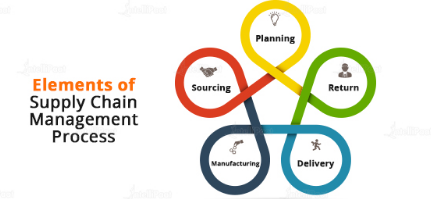 Elements of
Supply Chain
Management
Process
Planning
Sourcing
Return
Manufacturing
Delivery